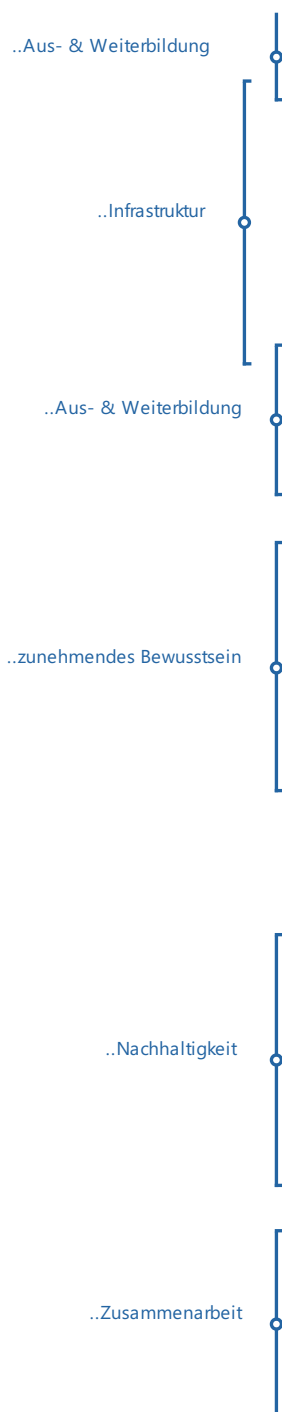 ..Aus- & Weiterbildung
..Infrastruktur
..Aus- & Weiterbildung
..zunehmendes Bewusstsein
..Nachhaltigkeit
..Zusammenarbeit